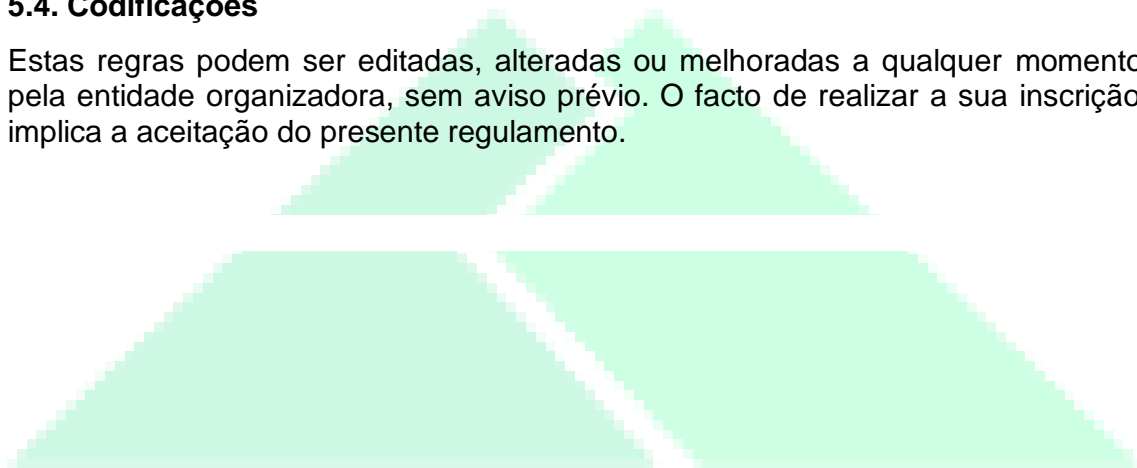 5.4. Codificações
Estas regras podem ser editadas, alteradas ou melhoradas a qualquer momento
pela entidade organizadora, sem aviso prévio. O facto de realizar a sua inscrição
implica a aceitação do presente regulamento.